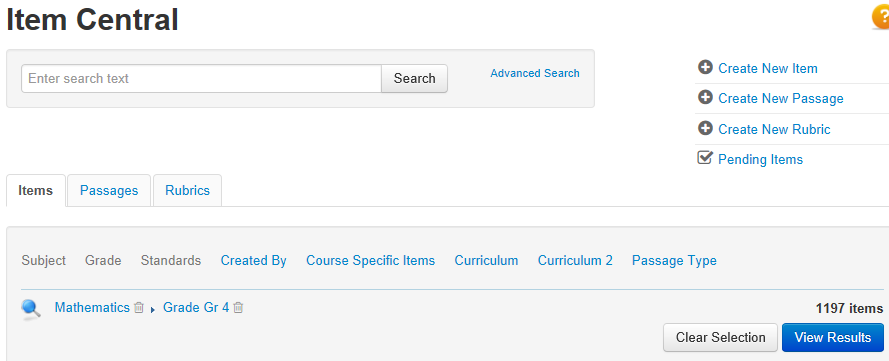 Item Central
?
Enter search text Search Advanced Search
Create New Item
Create New Passage
Create New Rubric
Pending Items
Items Passages Rubrics
Subject Grade Standards Created By Course Specific Items Curriculum Curriculum 2 Passage Type
Mathematics Grade Gr 4 1197 items
Clear Selection View Results